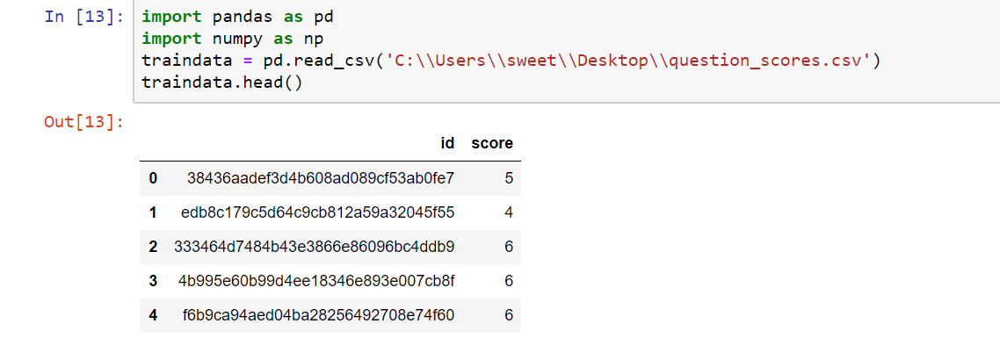 In [13]: import pandas as pd
import numpy as np
traindata = pd.read_csv('C:\\Users\\sweet\\Desktop\\question_scores.csv')
traindata.head()
Out[13]:
id score
0 38436aadef3d4b608ad089cf53ab0fe7 5
1 edb8c179c5d64c9cb812a59a32045f55 4
2 333464d7484b43e3866e86096bc4ddb9 6
3 4b995e60b99d4ee18346e893e007cb8f 6
4 f6b9ca94aed04ba28256492708e74f60 6